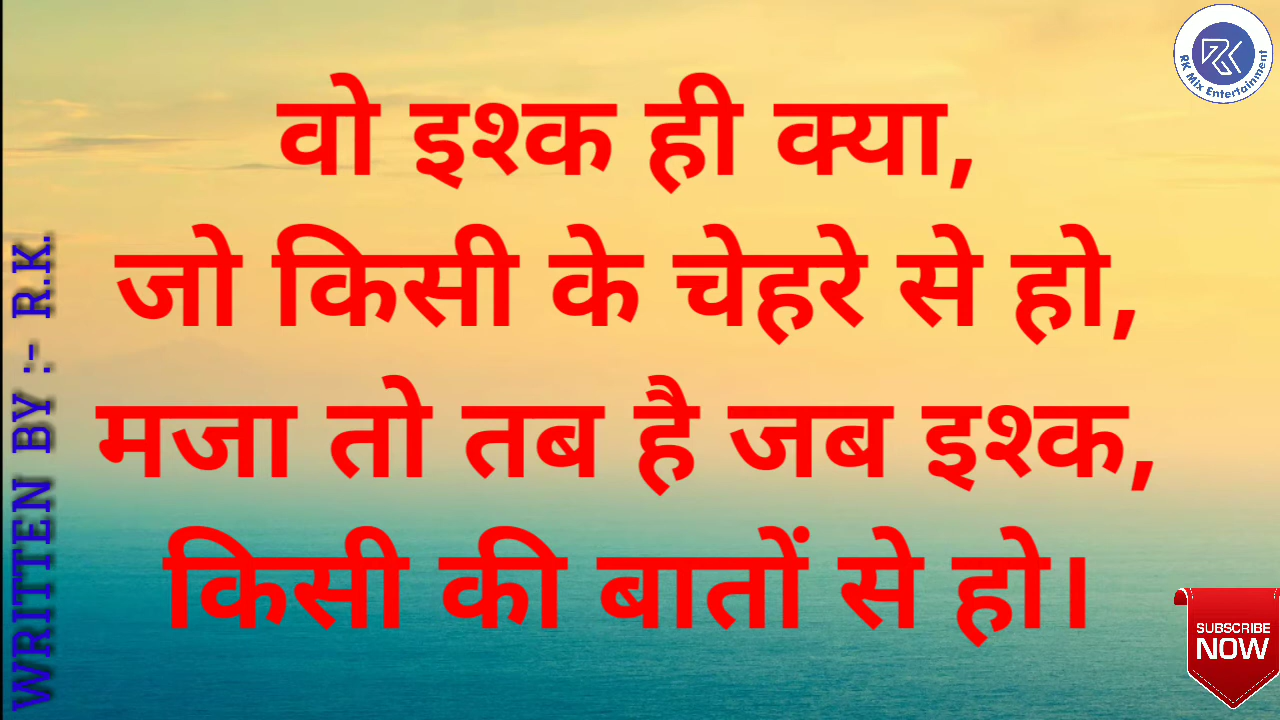 RK Mix Entertainment
वो इश्क ही क्या,
जो किसी के चेहरे से हो,
मजा तो तब है जब इश्क,
किसी की बातों से हो।
WRITTEN BY :- R.K.
SUBSCRIBE
NOW